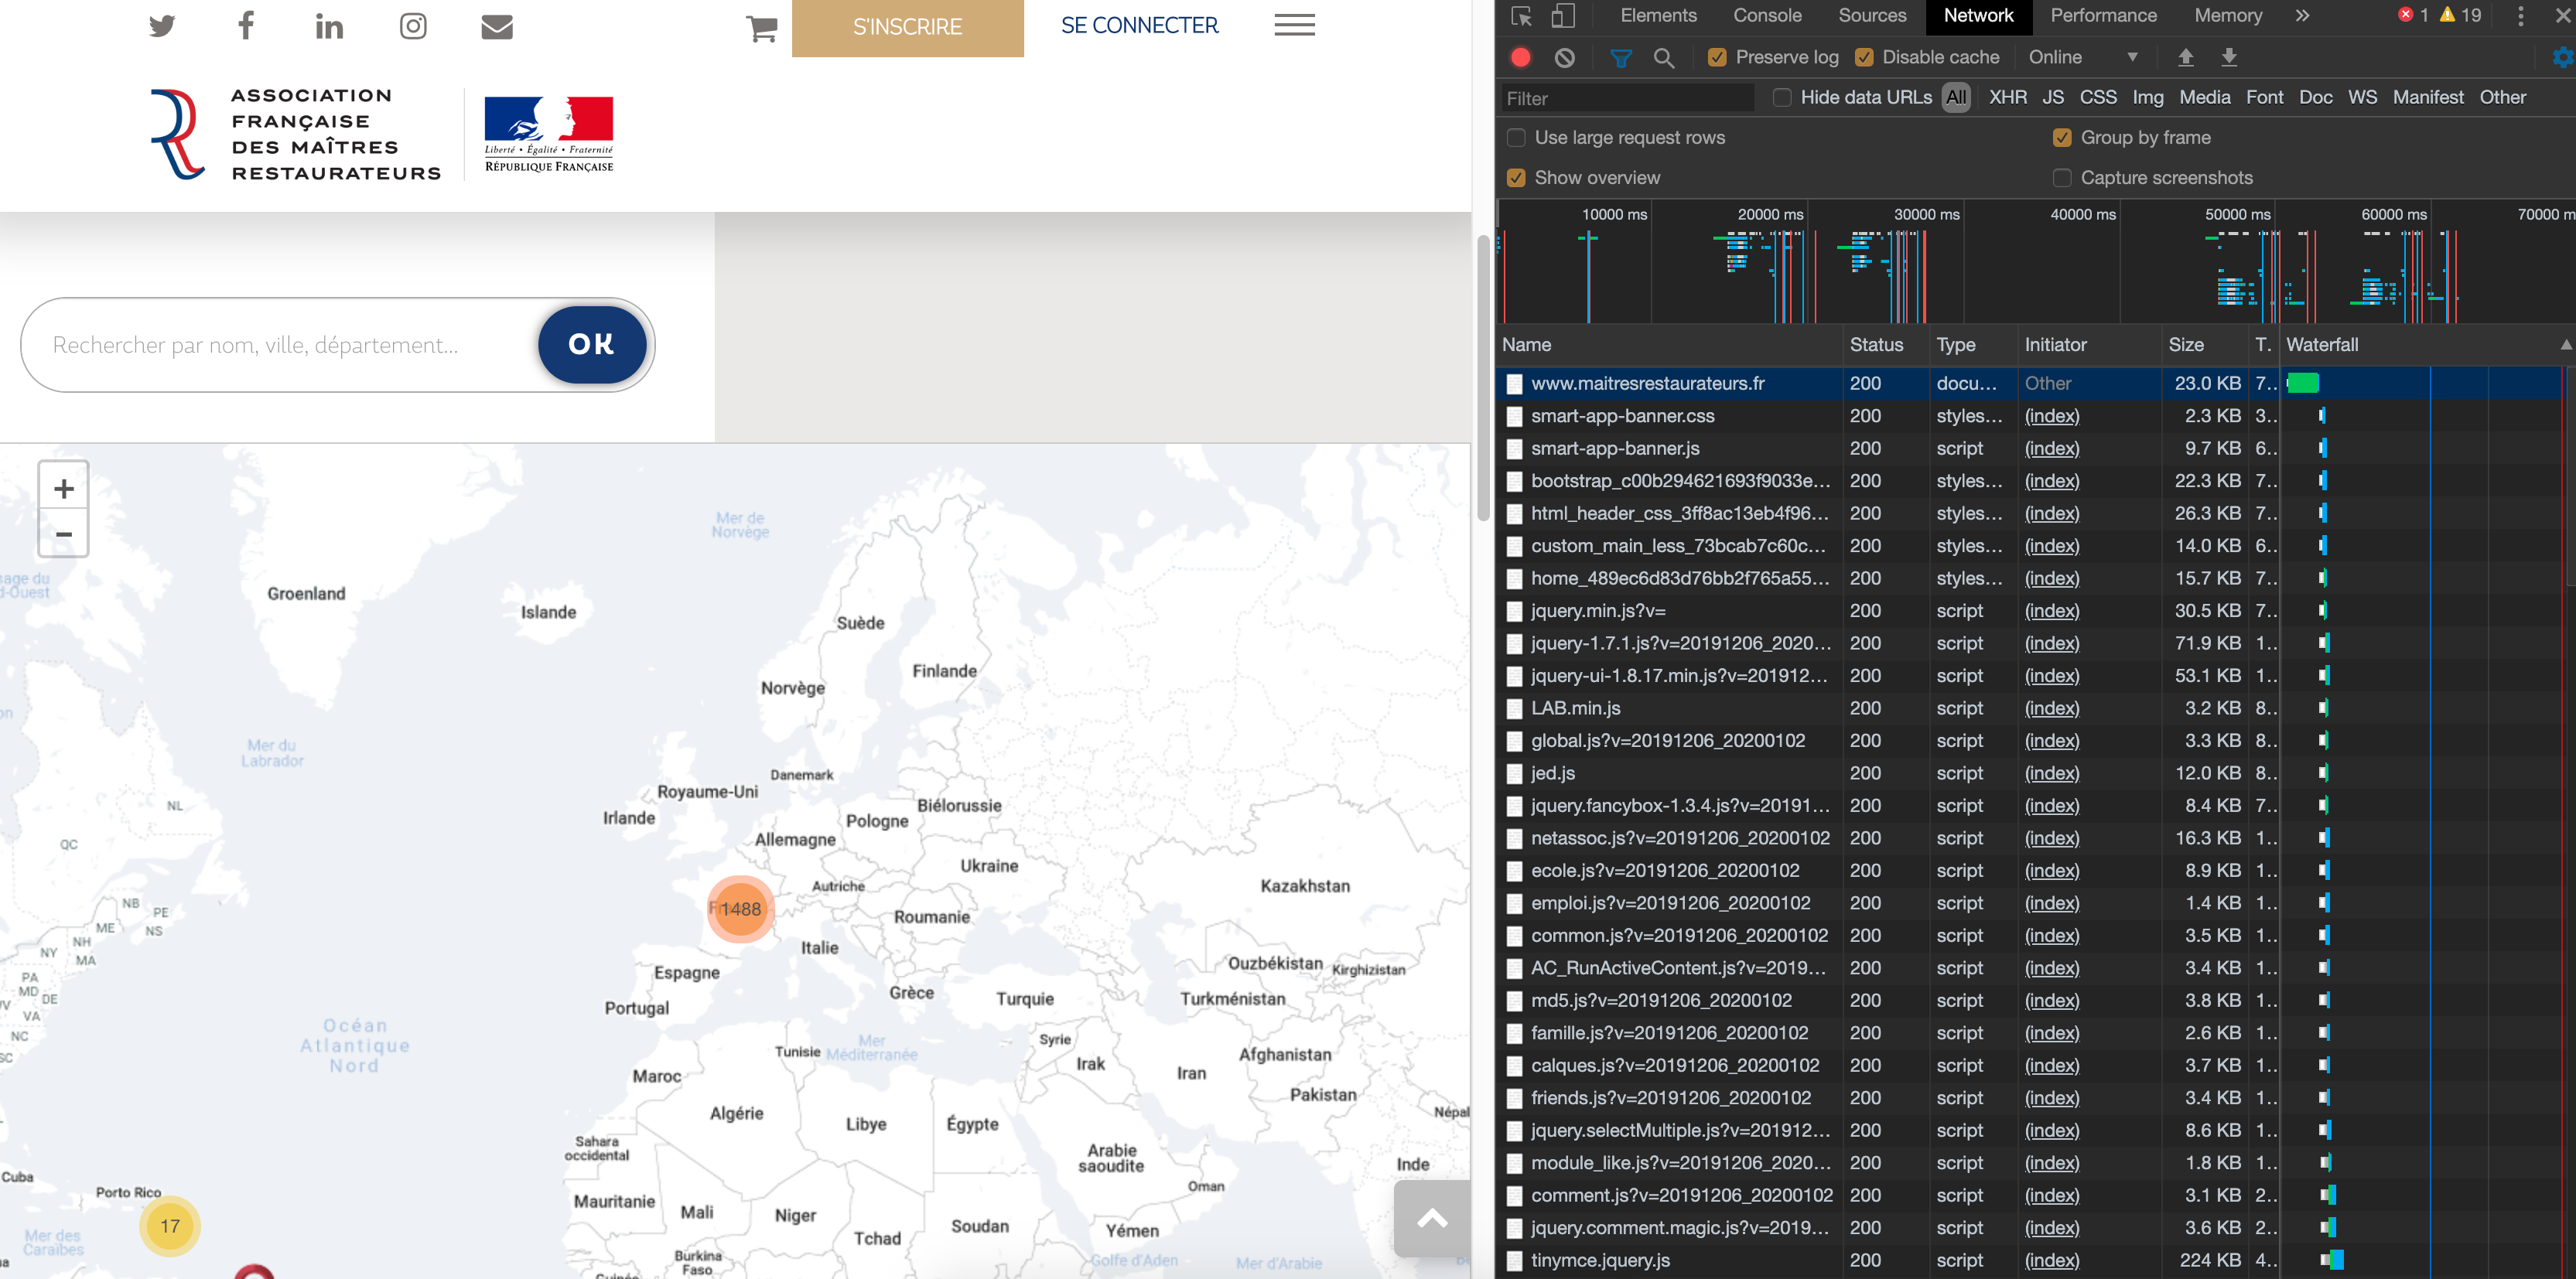 S'INSCRIRE
SE CONNECTER
ASSOCIATION
FRANÇAISE
DES MAÎTRES
RESTAURATEURS
Liberté • Égalité • Fraternité
RÉPUBLIQUE FRANÇAISE
Rechercher par nom, ville, département...
OK
+
−
Mer de
Norvège
Groenland
Islande
Suède
Finlande
Norvège
Mer du
Labrador
Danemark
Royaume-Uni
Biélorussie
NL
Irlande
Pologne
Allemagne
QC
Ukraine
Autriche
Kazakhstan
NB
PE
1488
Roumanie
ME
NS
NH
NY
MA
Italie
Espagne
Ouzbékistan
Kirghizistan
PA
MD
DE
Grèce
Turquie
Turkménistan
Portugal
VA
NC
Océan
Atlantique
Nord
Mer
Méditerranée
Tunisie
Syrie
Irak
Afghanistan
Maroc
Iran
Pakistan
Algérie
Libye
Égypte
Népal
Sahara
occidental
Arabie
saoudite
Inde
Cuba
Porto Rico
Oman
Mauritanie
Mali
Niger
Soudan
Yémen
17
Tchad
Mer des
Caraïbes
Burkina
Faso
Golfe d'Aden
Mer d'Arabie
Elements Console Sources Network Performance Memory » 1 19
Preserve log Disable cache Online
Filter Hide data URLs All XHR JS CSS Img Media Font Doc WS Manifest Other
Use large request rows Group by frame
Show overview Capture screenshots
10000 ms 20000 ms 30000 ms 40000 ms 50000 ms 60000 ms 70000 m
Name Status Type Initiator Size T. Waterfall
www.maitresrestaurateurs.fr 200 docu... Other 23.0 KB 7..
smart-app-banner.css 200 styles... (index) 2.3 KB 3..
smart-app-banner.js 200 script (index) 9.7 KB 6..
bootstrap_c00b294621693f9033e... 200 styles... (index) 22.3 KB 7..
html_header_css_3ff8ac13eb4f96... 200 styles... (index) 26.3 KB 7..
custom_main_less_73bcab7c60c... 200 styles... (index) 14.0 KB 6..
home_489ec6d83d76bb2f765a55... 200 styles... (index) 15.7 KB 7..
jquery.min.js?v= 200 script (index) 30.5 KB 7..
jquery-1.7.1.js?v=20191206_2020... 200 script (index) 71.9 KB 1..
jquery-ui-1.8.17.min.js?v=201912... 200 script (index) 53.1 KB 1..
LAB.min.js 200 script (index) 3.2 KB 8..
global.js?v=20191206_20200102 200 script (index) 3.3 KB 8..
jed.js 200 script (index) 12.0 KB 8..
jquery.fancybox-1.3.4.js?v=20191... 200 script (index) 8.4 KB 7..
netassoc.js?v=20191206_20200102 200 script (index) 16.3 KB 1..
ecole.js?v=20191206_20200102 200 script (index) 8.9 KB 1..
emploi.js?v=20191206_20200102 200 script (index) 1.4 KB 1..
common.js?v=20191206_20200102 200 script (index) 3.5 KB 1..
AC_RunActiveContent.js?v=2019... 200 script (index) 3.4 KB 1..
md5.js?v=20191206_20200102 200 script (index) 3.8 KB 1..
famille.js?v=20191206_20200102 200 script (index) 2.6 KB 1..
calques.js?v=20191206_20200102 200 script (index) 3.7 KB 1..
friends.js?v=20191206_20200102 200 script (index) 3.4 KB 1..
jquery.selectMultiple.js?v=201912... 200 script (index) 8.6 KB 1..
module_like.js?v=20191206_2020... 200 script (index) 1.8 KB 1..
comment.js?v=20191206_20200102 200 script (index) 3.1 KB 2..
jquery.comment.magic.js?v=2019... 200 script (index) 3.6 KB 2..
tinymce.jquery.js 200 script (index) 224 KB 4..